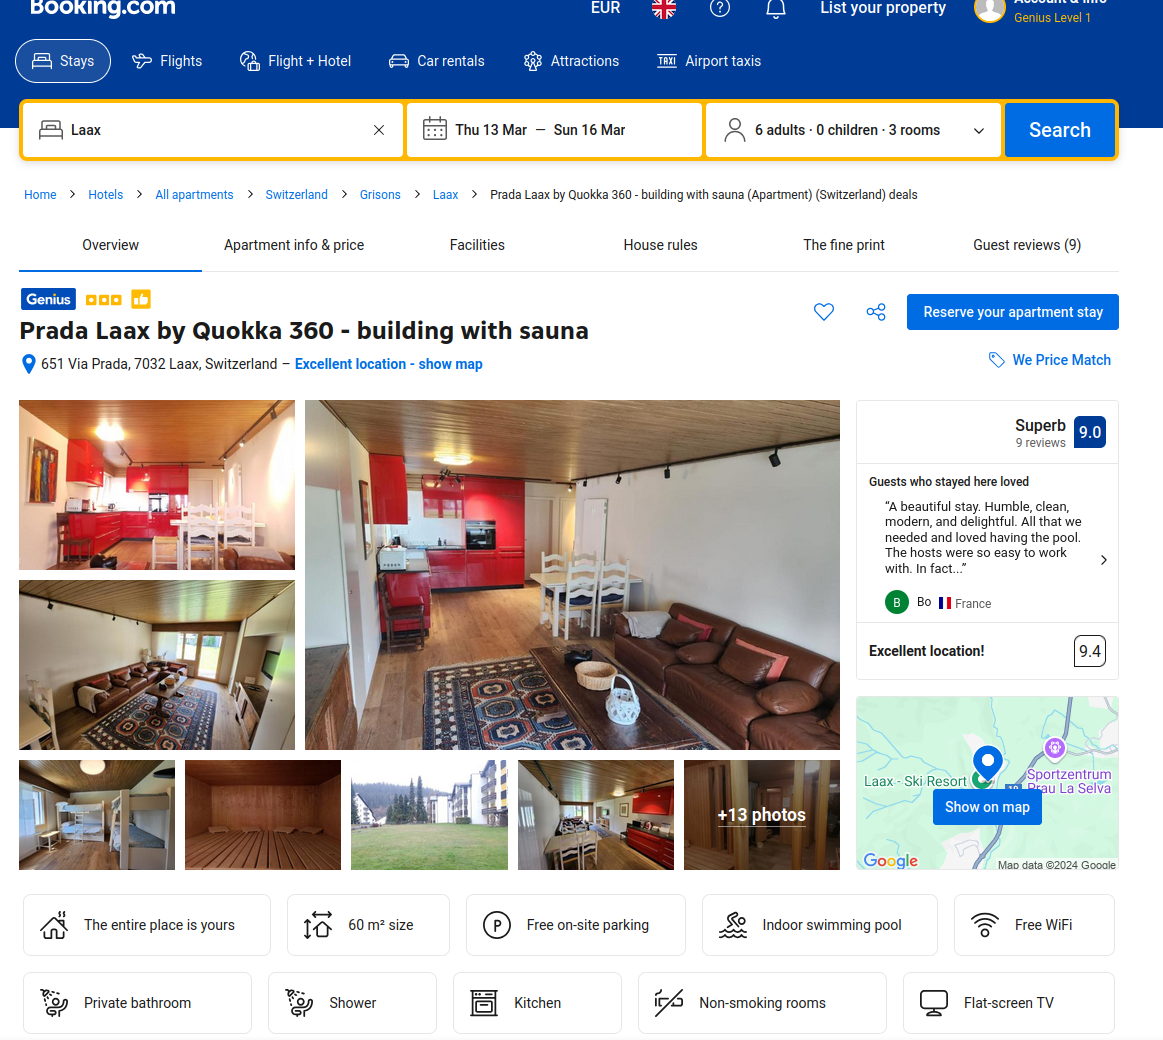 Booking.com
EUR
List your property
Account & Info
Genius Level 1
Stays
Flights
Flight + Hotel
Car rentals
Attractions
TAXI
Airport taxis
Laax
Thu 13 Mar — Sun 16 Mar
6 adults · 0 children · 3 rooms
Search
Home > Hotels > All apartments > Switzerland > Grisons > Laax > Prada Laax by Quokka 360 - building with sauna (Apartment) (Switzerland) deals
Overview
Apartment info & price
Facilities
House rules
The fine print
Guest reviews (9)
Genius
Prada Laax by Quokka 360 - building with sauna
Reserve your apartment stay
651 Via Prada, 7032 Laax, Switzerland – Excellent location - show map
We Price Match
Superb
9 reviews
9.0
Guests who stayed here loved
“A beautiful stay. Humble, clean,
modern, and delightful. All that we
needed and loved having the pool.
The hosts were so easy to work
with. In fact...”
B
Bo
France
Excellent location!
9.4
Laax - Ski Resort
Sportzentrum
Prau La Selva
Show on map
Google
Map data ©2024 Google
+13 photos
The entire place is yours
60 m² size
P
Free on-site parking
Indoor swimming pool
Free WiFi
Private bathroom
Shower
Kitchen
Non-smoking rooms
Flat-screen TV